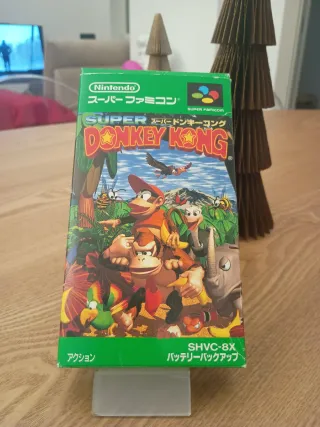 Nintendo
スーパーファミコン
SUPER FAMICOM
SUPER スーパードンキーコング
DONKEY KONG
SHVC-8X
アクション
バッテリーバックアップ